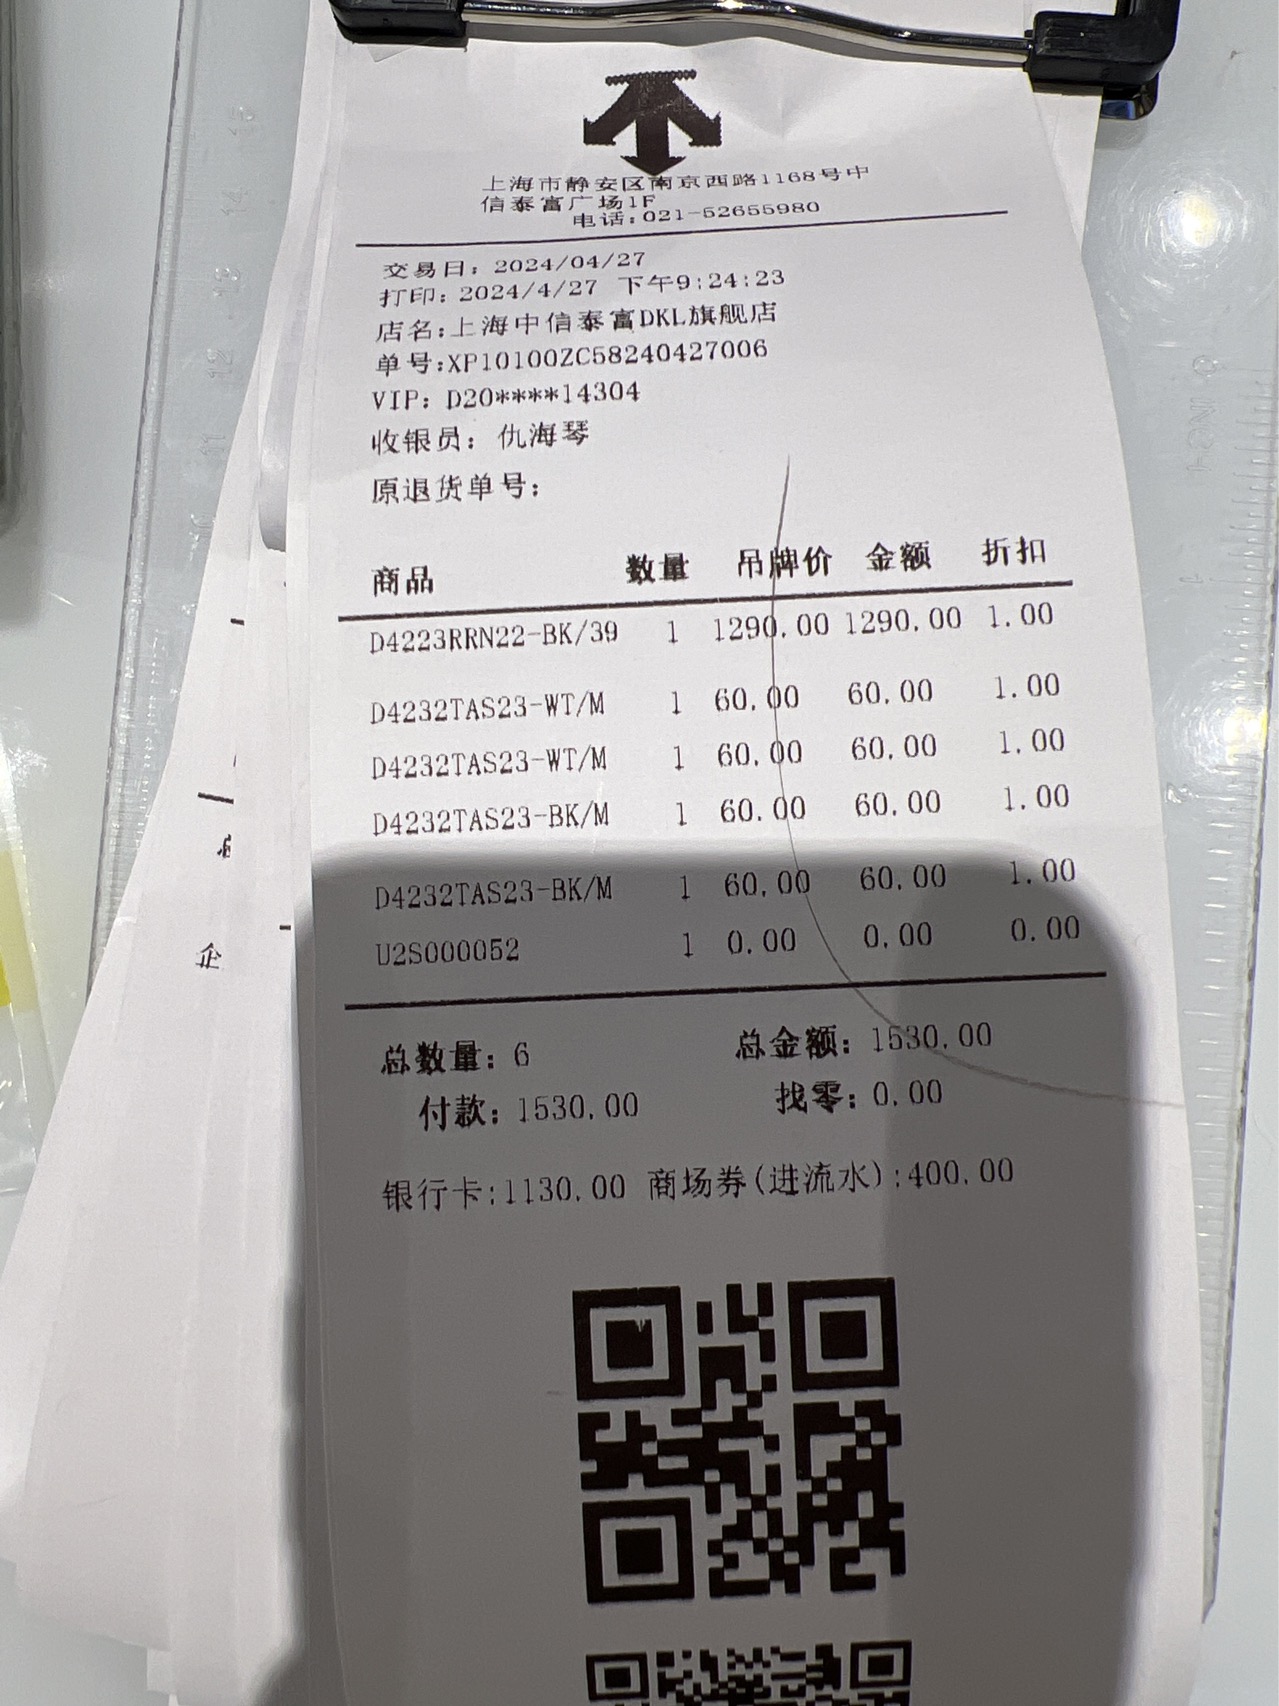 上海市静安区南京西路1168号中
信泰富广场1F
电话:021-52655980
交易日: 2024/04/27
打印: 2024/4/27 下午9:24:23
店名:上海中信泰富DKL旗舰店
单号:XP10100ZC58240427006
VIP: D20****14304
收银员: 仇海琴
原退货单号:
商品 数量 吊牌价 金额 折扣
D4223RRN22-BK/39 1 1290.00 1290.00 1.00
D4232TAS23-WT/M 1 60.00 60.00 1.00
D4232TAS23-WT/M 1 60.00 60.00 1.00
D4232TAS23-BK/M 1 60.00 60.00 1.00
D4232TAS23-BK/M 1 60.00 60.00 1.00
U2S000052 1 0.00 0.00 0.00
总数量: 6 总金额: 1530.00
付款: 1530.00 找零: 0.00
银行卡:1130.00 商场券(进流水):400.00
企